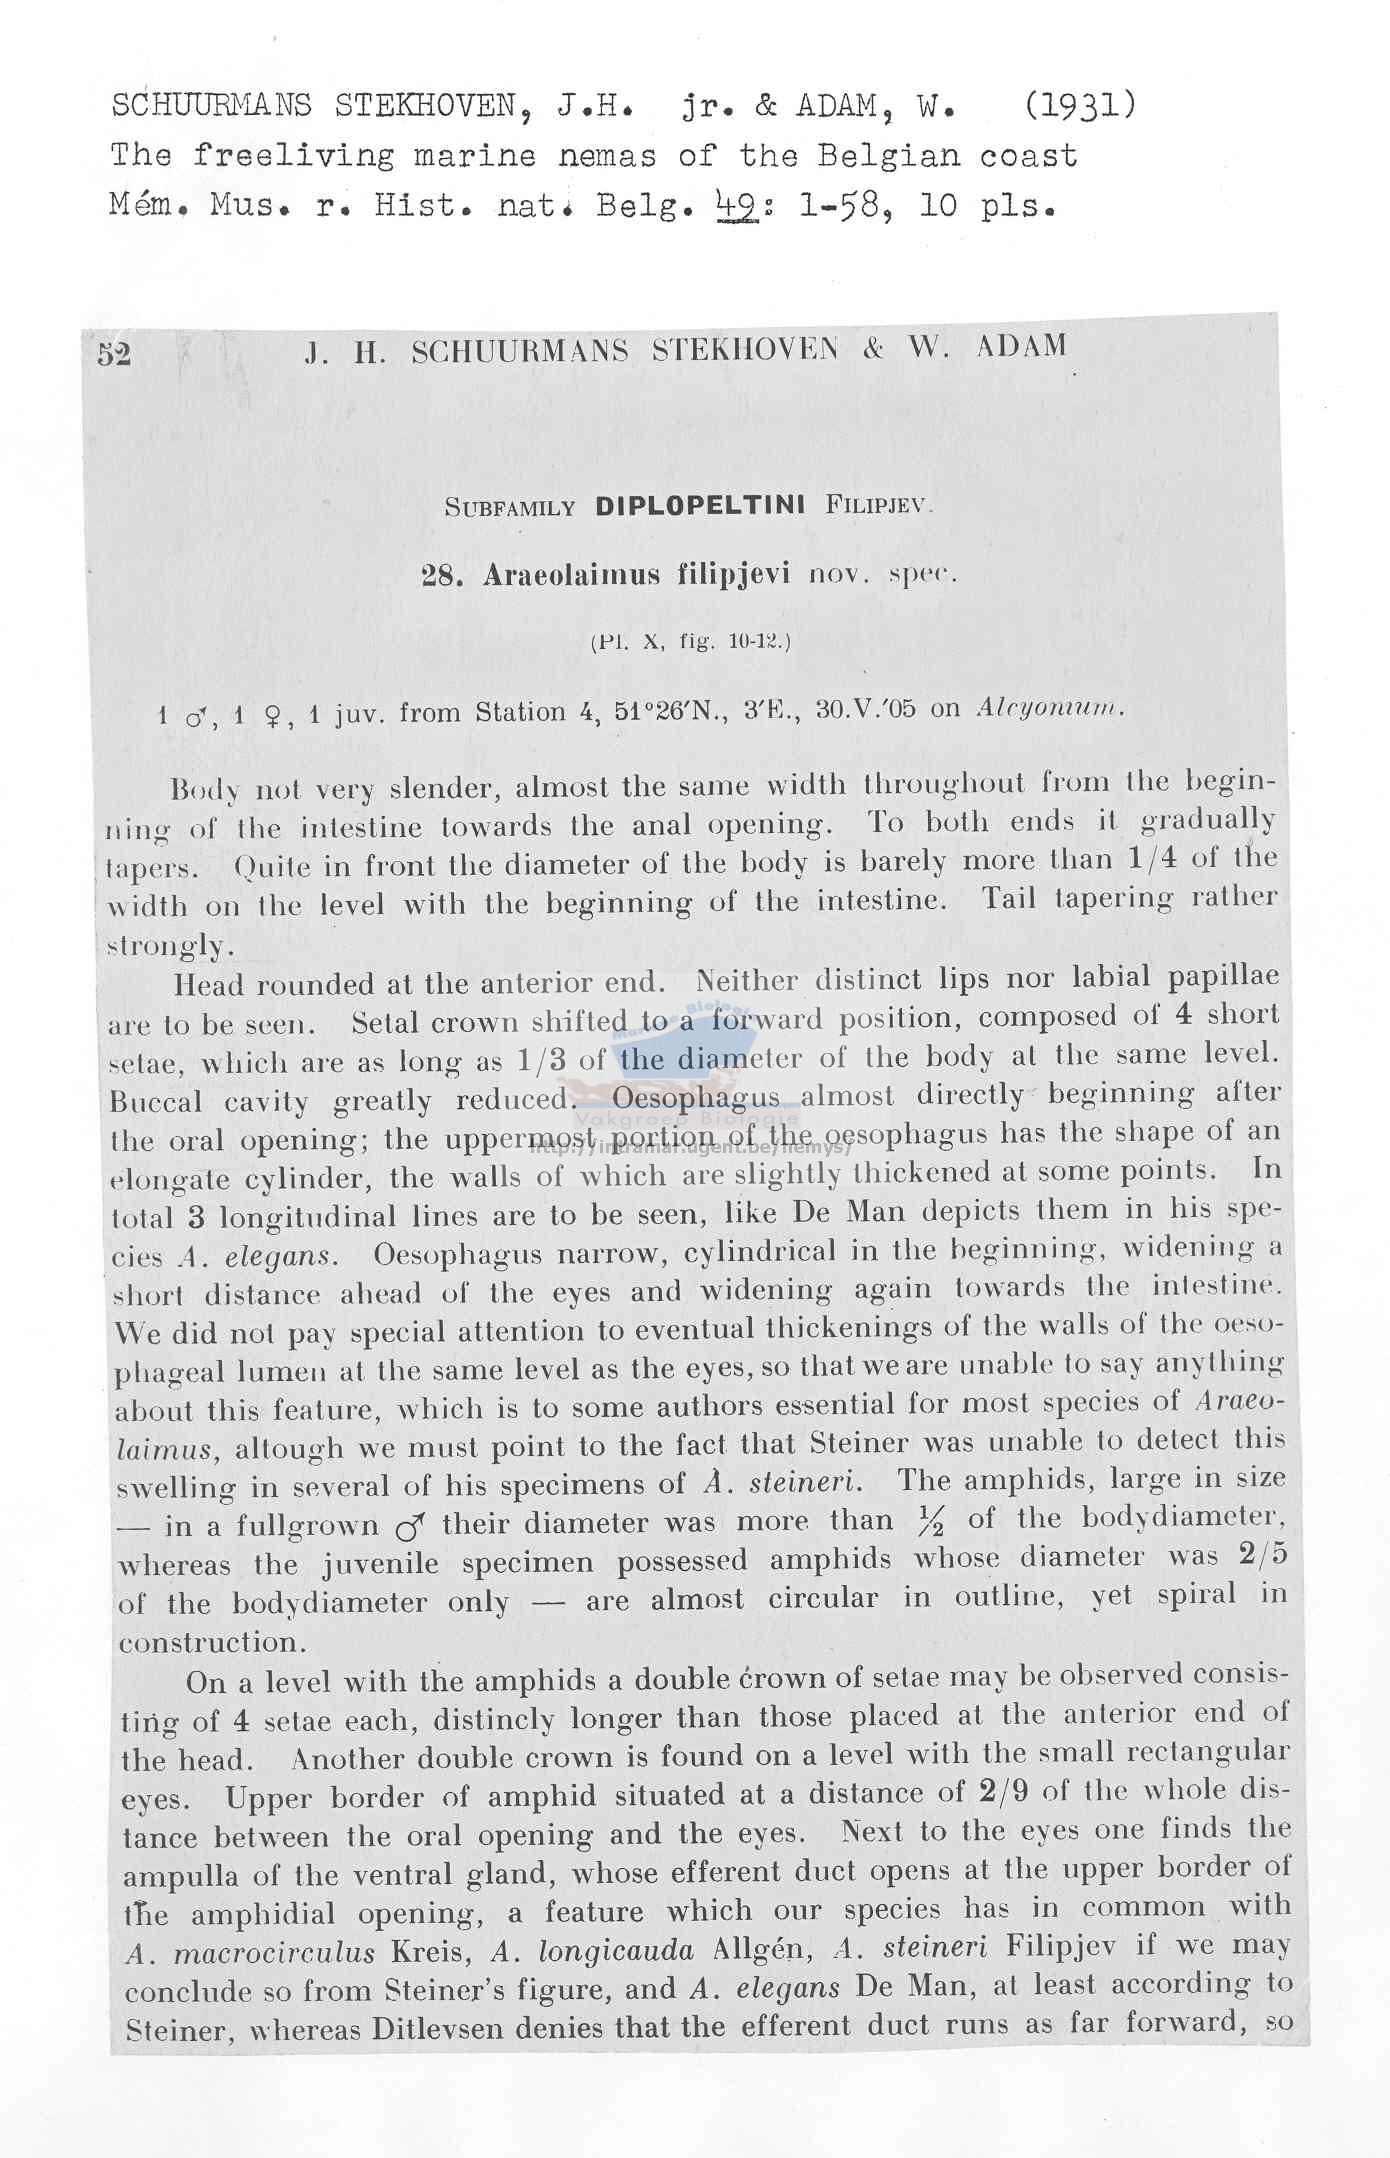 SCHUURMANS STEKHOVEN, J.H. jr. & ADAM, W. (1931)
The freeliving marine nemas of the Belgian coast
Mém. Mus. r. Hist. nat. Belg. 49: 1-58, 10 pls.
52 J. H. SCHUURMANS STEKHOVEN & W. ADAM
SUBFAMILY DIPLOPELTINI FILIPJEV.
28. Araeolaimus filipjevi nov. spec.
(Pl. X, fig. 10-12.)
1 ♂, 1 ♀, 1 juv. from Station 4, 51°26′N., 3′E., 30.V.′05 on Alcyonium.
Body not very slender, almost the same width throughout from the begin-
ning of the intestine towards the anal opening. To both ends it gradually
tapers. Quite in front the diameter of the body is barely more than 1/4 of the
width on the level with the beginning of the intestine. Tail tapering rather
strongly.
Head rounded at the anterior end. Neither distinct lips nor labial papillae
are to be seen. Setal crown shifted to a forward position, composed of 4 short
setae, which are as long as 1/3 of the diameter of the body at the same level.
Buccal cavity greatly reduced. Oesophagus almost directly beginning after
the oral opening; the uppermost portion of the oesophagus has the shape of an
elongate cylinder, the walls of which are slightly thickened at some points. In
total 3 longitudinal lines are to be seen, like De Man depicts them in his spe-
cies A. elegans. Oesophagus narrow, cylindrical in the beginning, widening a
short distance ahead of the eyes and widening again towards the intestine.
We did not pay special attention to eventual thickenings of the walls of the oeso-
phageal lumen at the same level as the eyes, so that we are unable to say anything
about this feature, which is to some authors essential for most species of Araeo-
laimus, altough we must point to the fact that Steiner was unable to detect this
swelling in several of his specimens of A. steineri. The amphids, large in size
— in a fullgrown ♂ their diameter was more than ½ of the bodydiameter,
whereas the juvenile specimen possessed amphids whose diameter was 2/5
of the bodydiameter only — are almost circular in outline, yet spiral in
construction.
On a level with the amphids a double crown of setae may be observed consis-
ting of 4 setae each, distincly longer than those placed at the anterior end of
the head. Another double crown is found on a level with the small rectangular
eyes. Upper border of amphid situated at a distance of 2/9 of the whole dis-
tance between the oral opening and the eyes. Next to the eyes one finds the
ampulla of the ventral gland, whose efferent duct opens at the upper border of
the amphidial opening, a feature which our species has in common with
A. macrocirculus Kreis, A. longicauda Allgén, A. steineri Filipjev if we may
conclude so from Steiner's figure, and A. elegans De Man, at least according to
Steiner, whereas Ditlevsen denies that the efferent duct runs as far forward, so
Marine Biologie
Vakgroep Biologie
http://intramar.ugent.be/nemys/